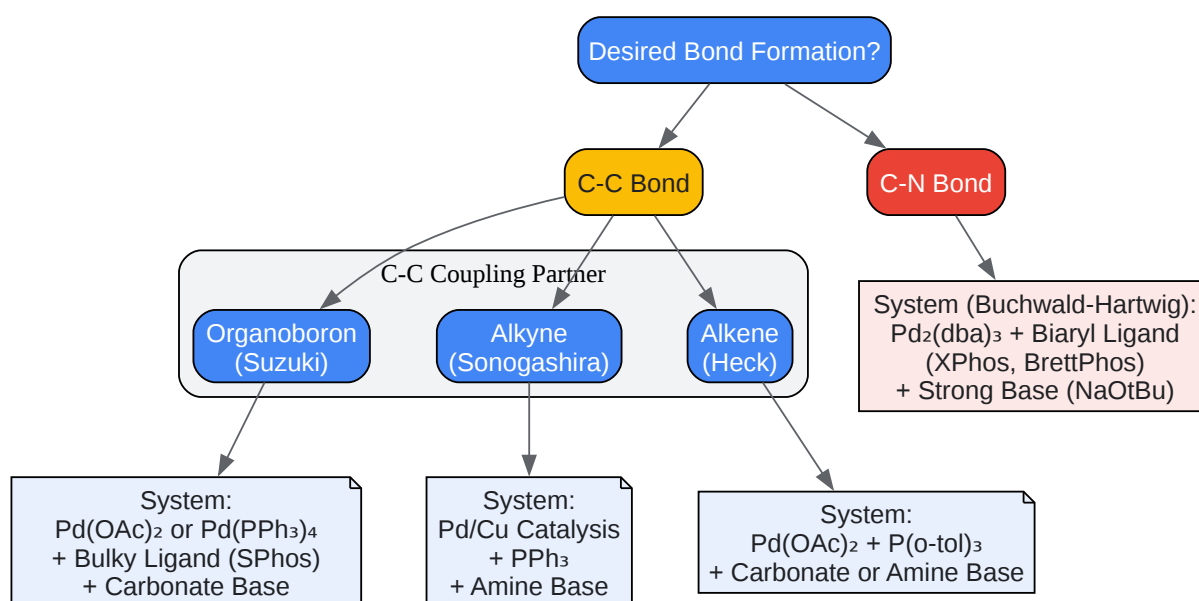 Desired Bond Formation?
C-C Bond
C-N Bond
C-C Coupling Partner
Organoboron
(Suzuki)
Alkyne
(Sonogashira)
Alkene
(Heck)
System (Buchwald-Hartwig):
Pd₂(dba)₃ + Biaryl Ligand
(XPhos, BrettPhos)
+ Strong Base (NaOtBu)
System:
Pd(OAc)₂ or Pd(PPh₃)₄
+ Bulky Ligand (SPhos)
+ Carbonate Base
System:
Pd/Cu Catalysis
+ PPh₃
+ Amine Base
System:
Pd(OAc)₂ + P(o-tol)₃
+ Carbonate or Amine Base